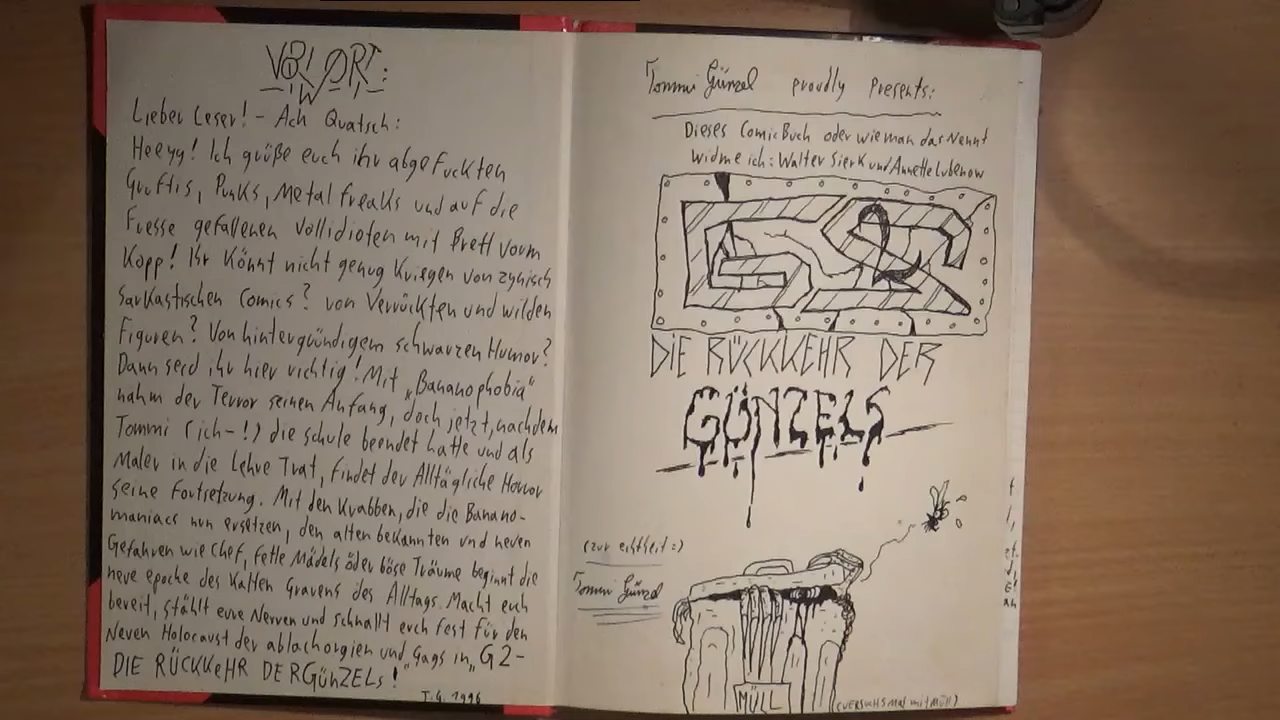 VORWORT:
Lieber Leser! - Ach Quatsch:
Heeyy! Ich grüße euch ihr abgefuckten
Gruftis, Punks, Metalfreaks und auf die
Fresse gefallenen Vollidioten mit Brett vorm
Kopp! Ihr könnt nicht genug kriegen von zynisch
sarkastischen Comics? von Verrückten und wilden
Figuren? Von hintergründigem schwarzen Humor?
Dann seid ihr hier richtig! Mit „Bananophobia"
nahm der Terror seinen Anfang, doch jetzt, nachdem
Tommi (ich-!) die schule beendet hatte und als
Maler in die Lehre Trat, findet der Alltägliche Horror
seine Fortsetzung. Mit den Krabben, die die Banano-
maniacs nun ersetzen, den alten bekannten und neuen
Gefahren wie Chef, fette Mädels oder böse Träume beginnt die
neue epoche des Kalten Grauens des Alltags. Macht euch
bereit, stählt eure Nerven und schnallt euch fest für den
Neuen Holocaust der ablachorgien und Gags in „G2-
DIE RÜCKKeHR DER GÜnZELs!"
T.G. 1996
Tommi Günzel proudly Presents:
Dieses ComicBuch oder wie man das Nennt
Widme ich: Walter Sierk und Annette Lubenow
G2
DIE RÜCKKEHR DER
GÜNZELS
(zur echtheit:)
Tommi Günzel
MÜLL
(VERSUCHS mal mit müll)